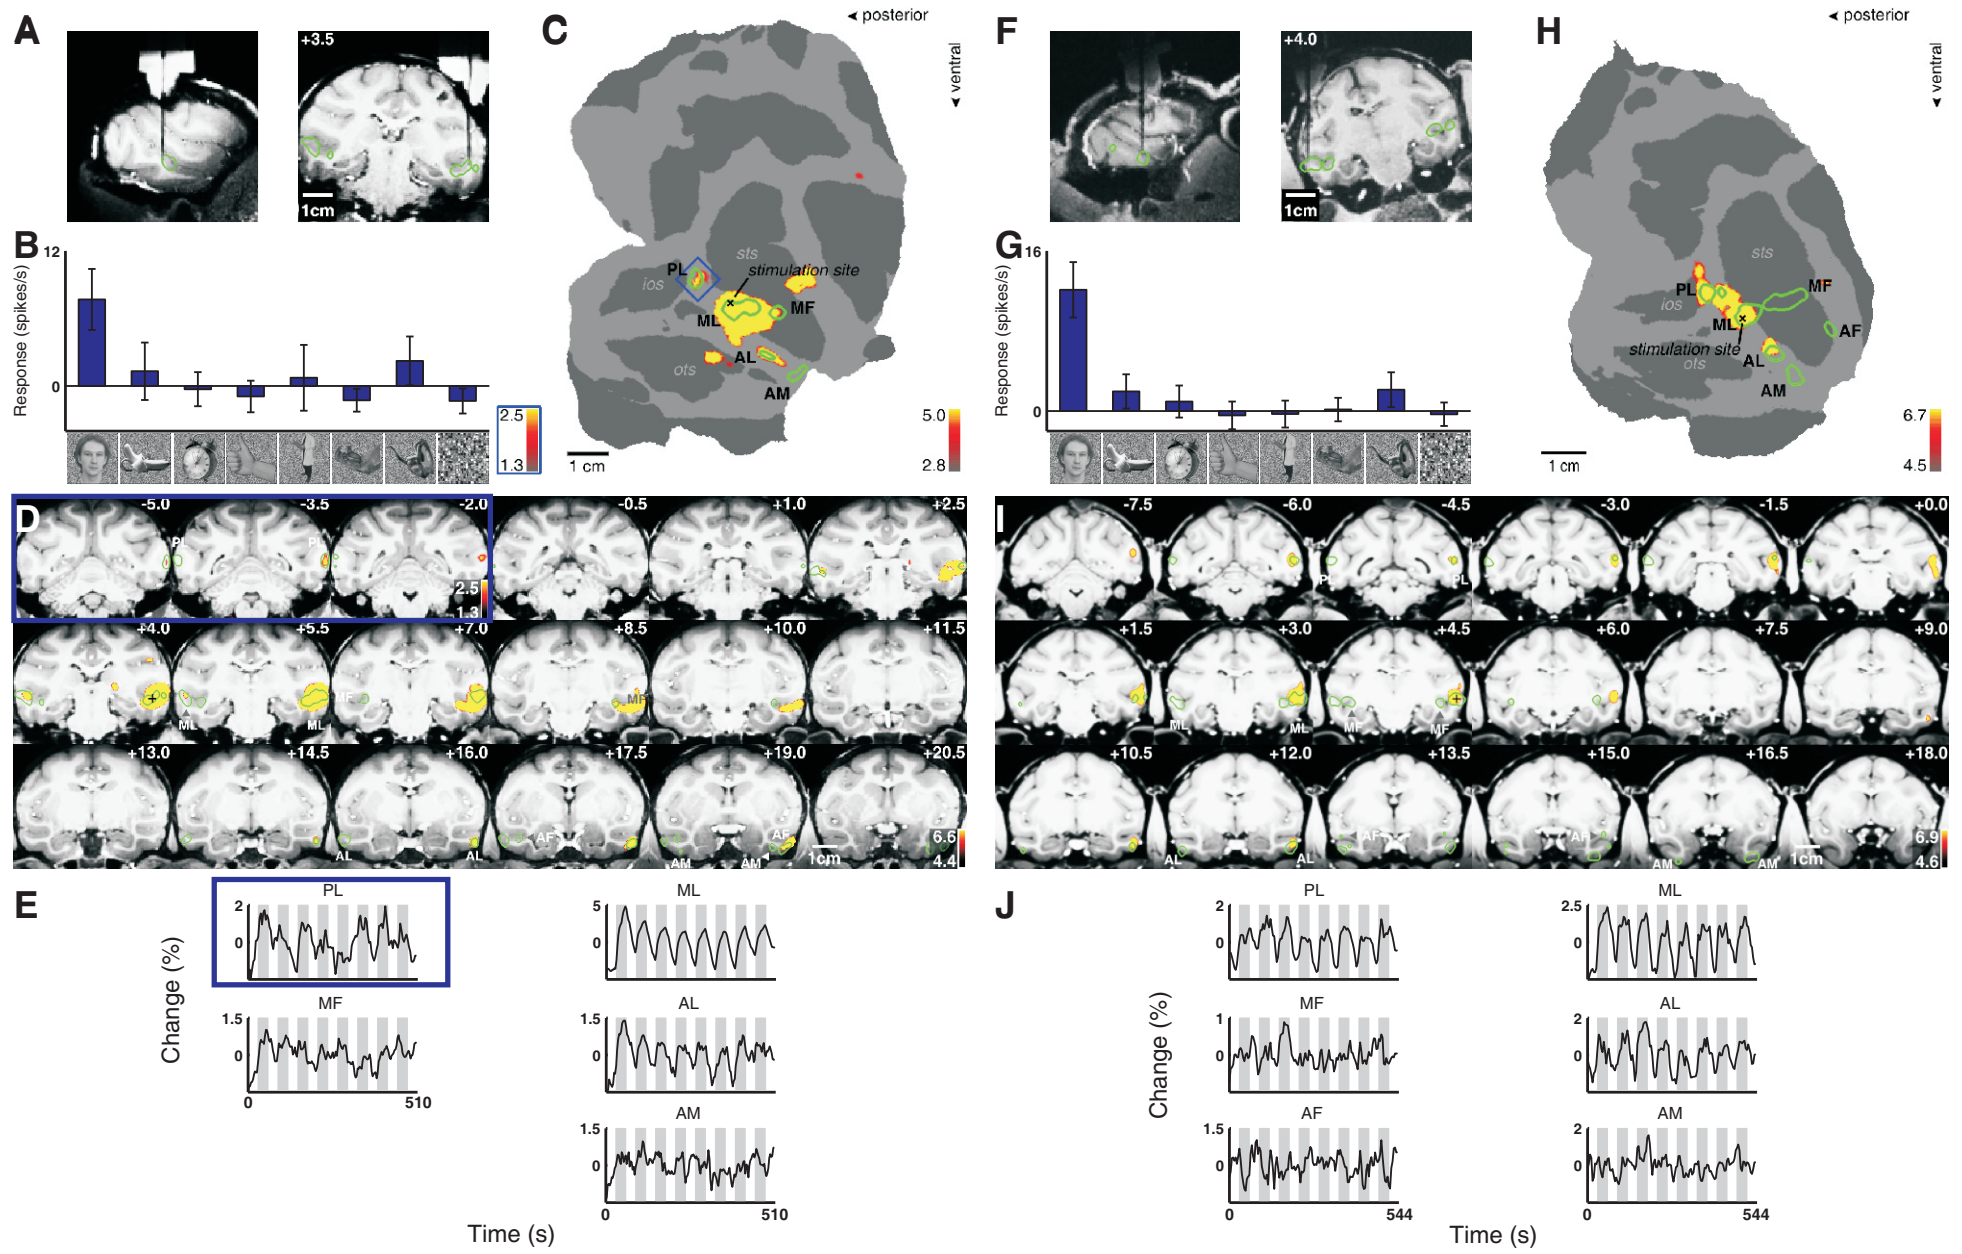 A
+3.5
1cm
B
Response (spikes/s)
12
0
2.5
1.3
C
posterior
ventral
sts
PL
stimulation site
ios
MF
ML
AL
ots
AM
1 cm
5.0
2.8
D
-5.0 -3.5 -2.0 -0.5 +1.0 +2.5
PL PL
2.5
1.3
+4.0 +5.5 +7.0 +8.5 +10.0 +11.5
MF MF
ML ML
+13.0 +14.5 +16.0 +17.5 +19.0 +20.5
AF AF
AL AL AM AM
1cm
6.6
4.4
E
Change (%)
PL
2
0
ML
5
0
MF
1.5
0
0 510
AL
1.5
0
AM
1.5
0
0 510
Time (s)
F
+4.0
1cm
G
Response (spikes/s)
16
0
H
posterior
ventral
sts
PL
MF
ios
ML
AF
stimulation site
AL
ots
AM
1 cm
6.7
4.5
I
-7.5 -6.0 -4.5 -3.0 -1.5 +0.0
PL PL
+1.5 +3.0 +4.5 +6.0 +7.5 +9.0
ML ML MF MF
+10.5 +12.0 +13.5 +15.0 +16.5 +18.0
AF AF
AL AL AM AM
1cm
6.9
4.6
J
Change (%)
PL
2
0
ML
2.5
0
MF
1
0
AL
2
0
AF
1.5
0
0 544
AM
2
0
0 544
Time (s)